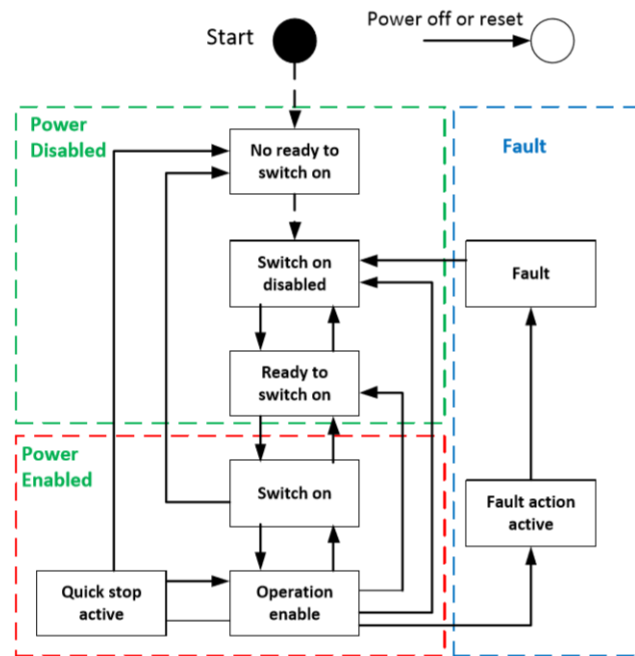 Start
Power off or reset
Power
Disabled
Fault
No ready to
switch on
Switch on
disabled
Fault
Ready to
switch on
Power
Enabled
Switch on
Fault action
active
Quick stop
active
Operation
enable